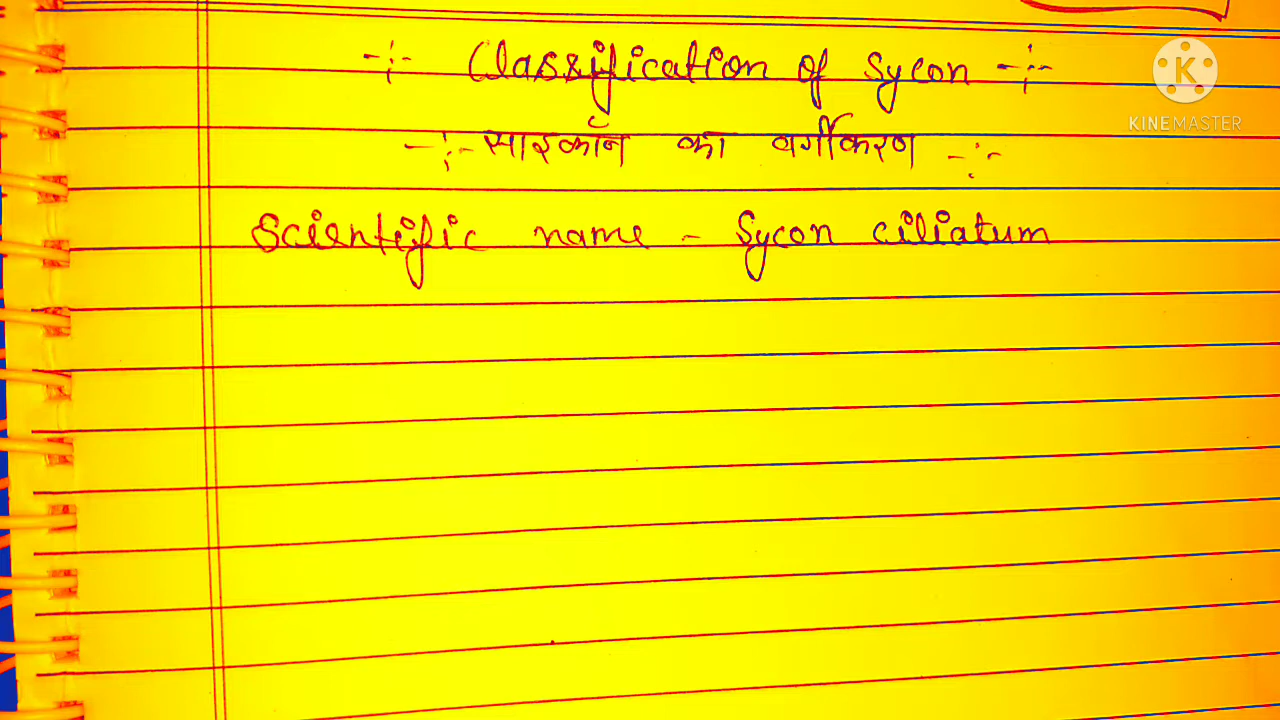 -:- Classification of Sycon -:-
-:- साइकॉन का वर्गीकरण -:-
Scientific name - Sycon ciliatum
K
KINEMASTER